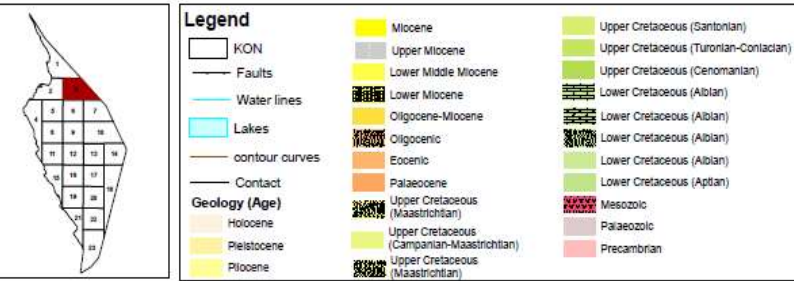 1
2
4 5 6 7
8 9 10
11 12 13 14
15 16 17
18
19 20
21 22
23
Legend
KON
Faults
Water lines
Lakes
contour curves
Contact
Geology (Age)
Holocene
Pleistocene
Pliocene
Miocene
Upper Miocene
Lower Middle Miocene
Lower Miocene
Oligocene-Miocene
Oligocenic
Eocenic
Palaeocene
Upper Cretaceous
(Maastrichtian)
Upper Cretaceous
(Campanian-Maastrichtian)
Upper Cretaceous
(Maastrichtian)
Upper Cretaceous (Santonian)
Upper Cretaceous (Turonian-Coniacian)
Upper Cretaceous (Cenomanian)
Lower Cretaceous (Albian)
Lower Cretaceous (Albian)
Lower Cretaceous (Albian)
Lower Cretaceous (Albian)
Lower Cretaceous (Aptian)
Mesozoic
Palaeozoic
Precambrian